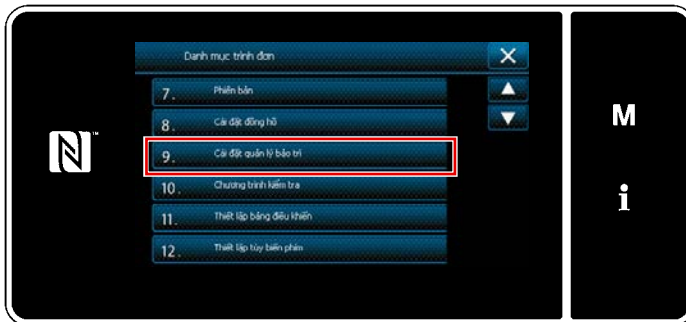 Danh mục trình đơn
7. Phiên bản
8. Cài đặt đồng hồ
9. Cài đặt quản lý bảo trì
10. Chương trình kiểm tra
11. Thiết lập bảng điều khiển
12. Thiết lập tùy biến phím
M
i